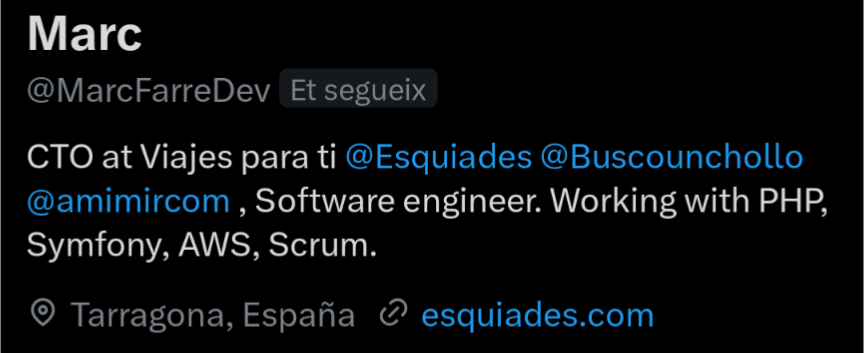 Marc
@MarcFarreDev Et segueix
CTO at Viajes para ti @Esquiades @Buscounchollo
@amimircom , Software engineer. Working with PHP,
Symfony, AWS, Scrum.
Tarragona, España esquiades.com